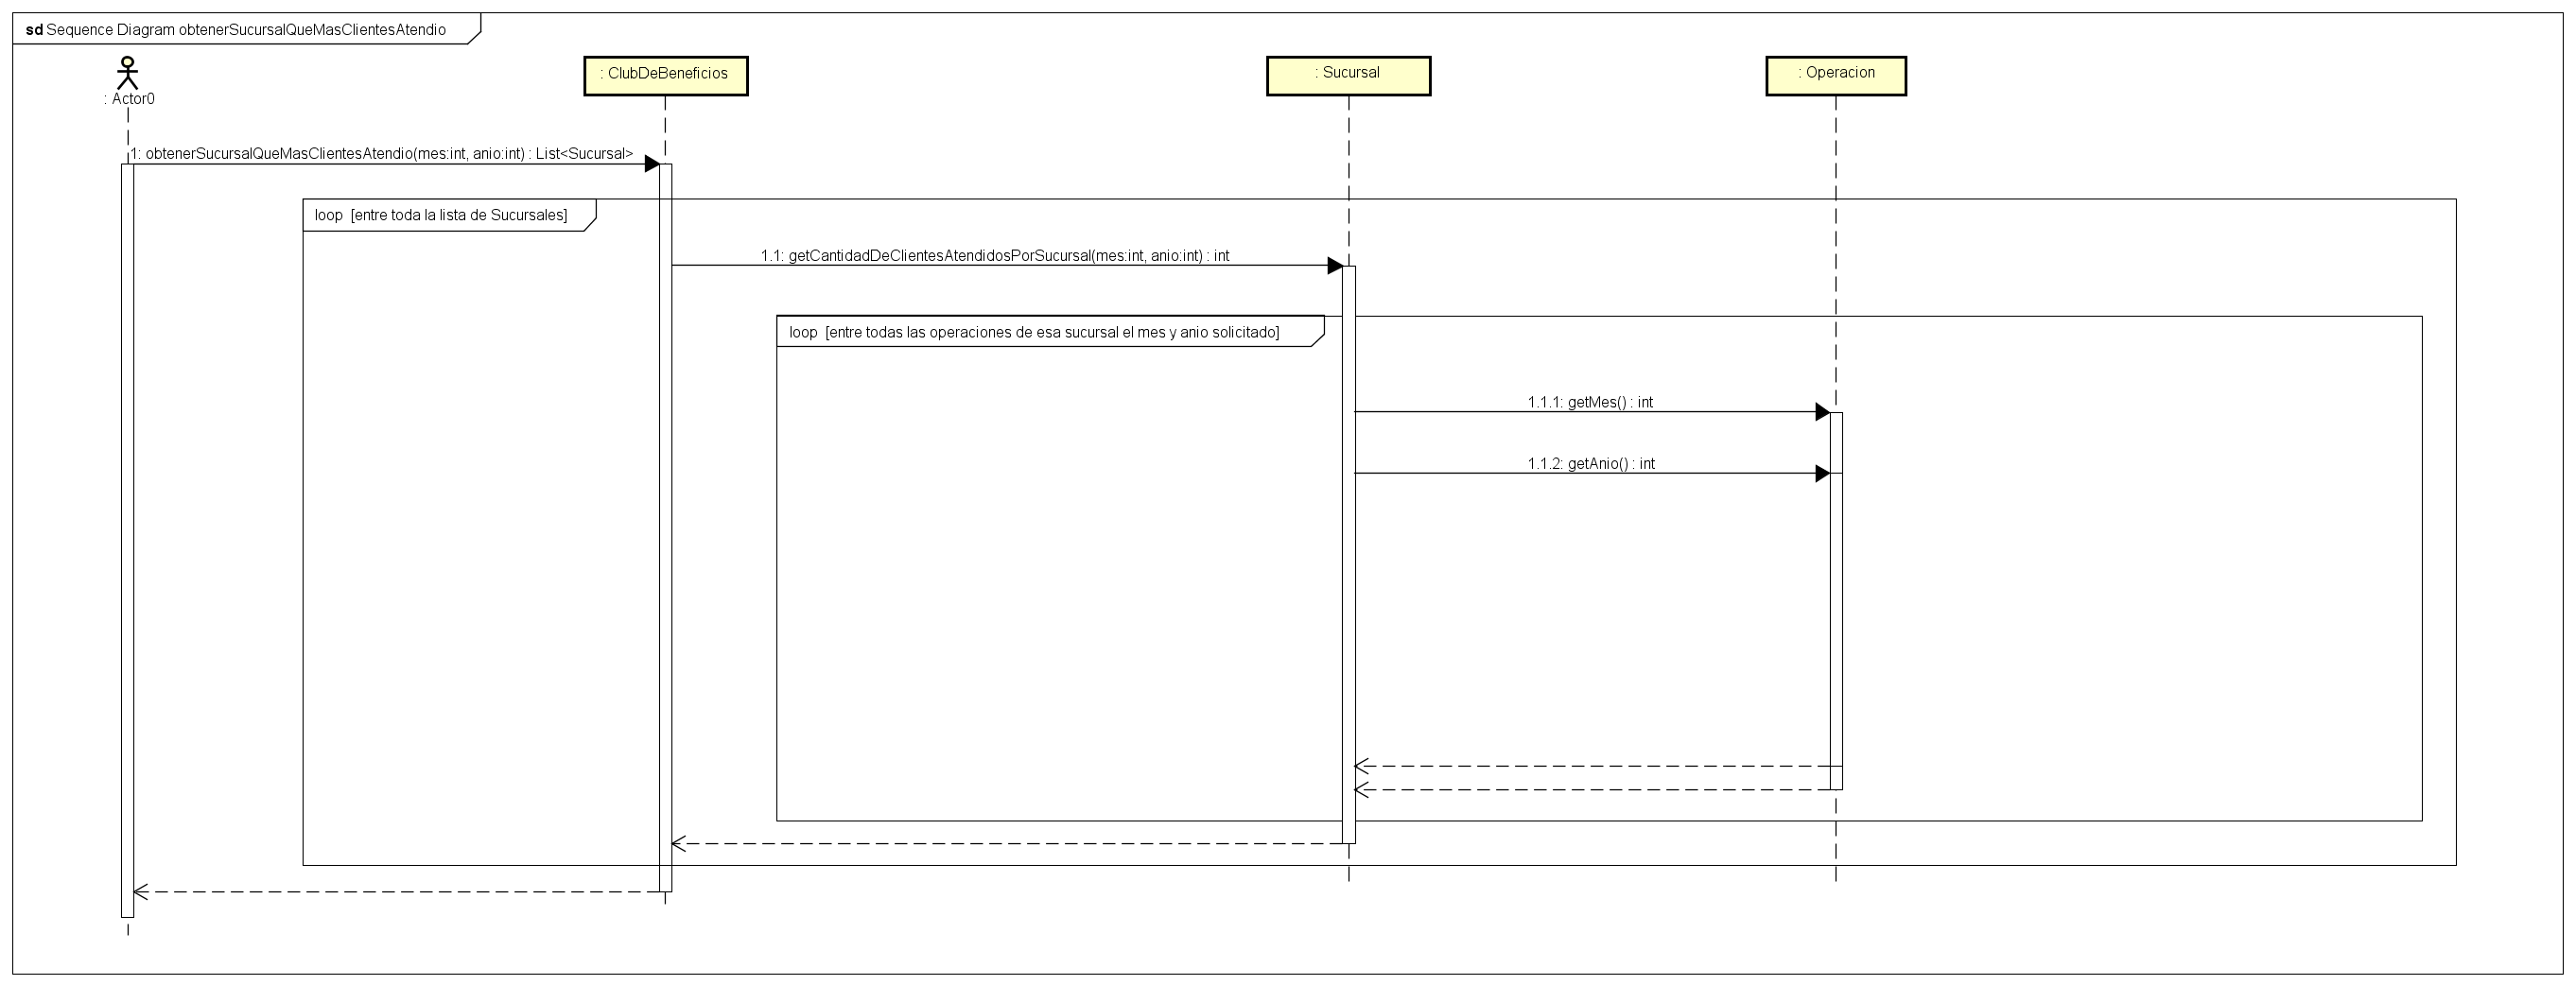 sd Sequence Diagram obtenerSucursalQueMasClientesAtendio
: Actor0
: ClubDeBeneficios
: Sucursal
: Operacion
1: obtenerSucursalQueMasClientesAtendio(mes:int, anio:int) : List<Sucursal>
loop [entre toda la lista de Sucursales]
1.1: getCantidadDeClientesAtendidosPorSucursal(mes:int, anio:int) : int
loop [entre todas las operaciones de esa sucursal el mes y anio solicitado]
1.1.1: getMes() : int
1.1.2: getAnio() : int